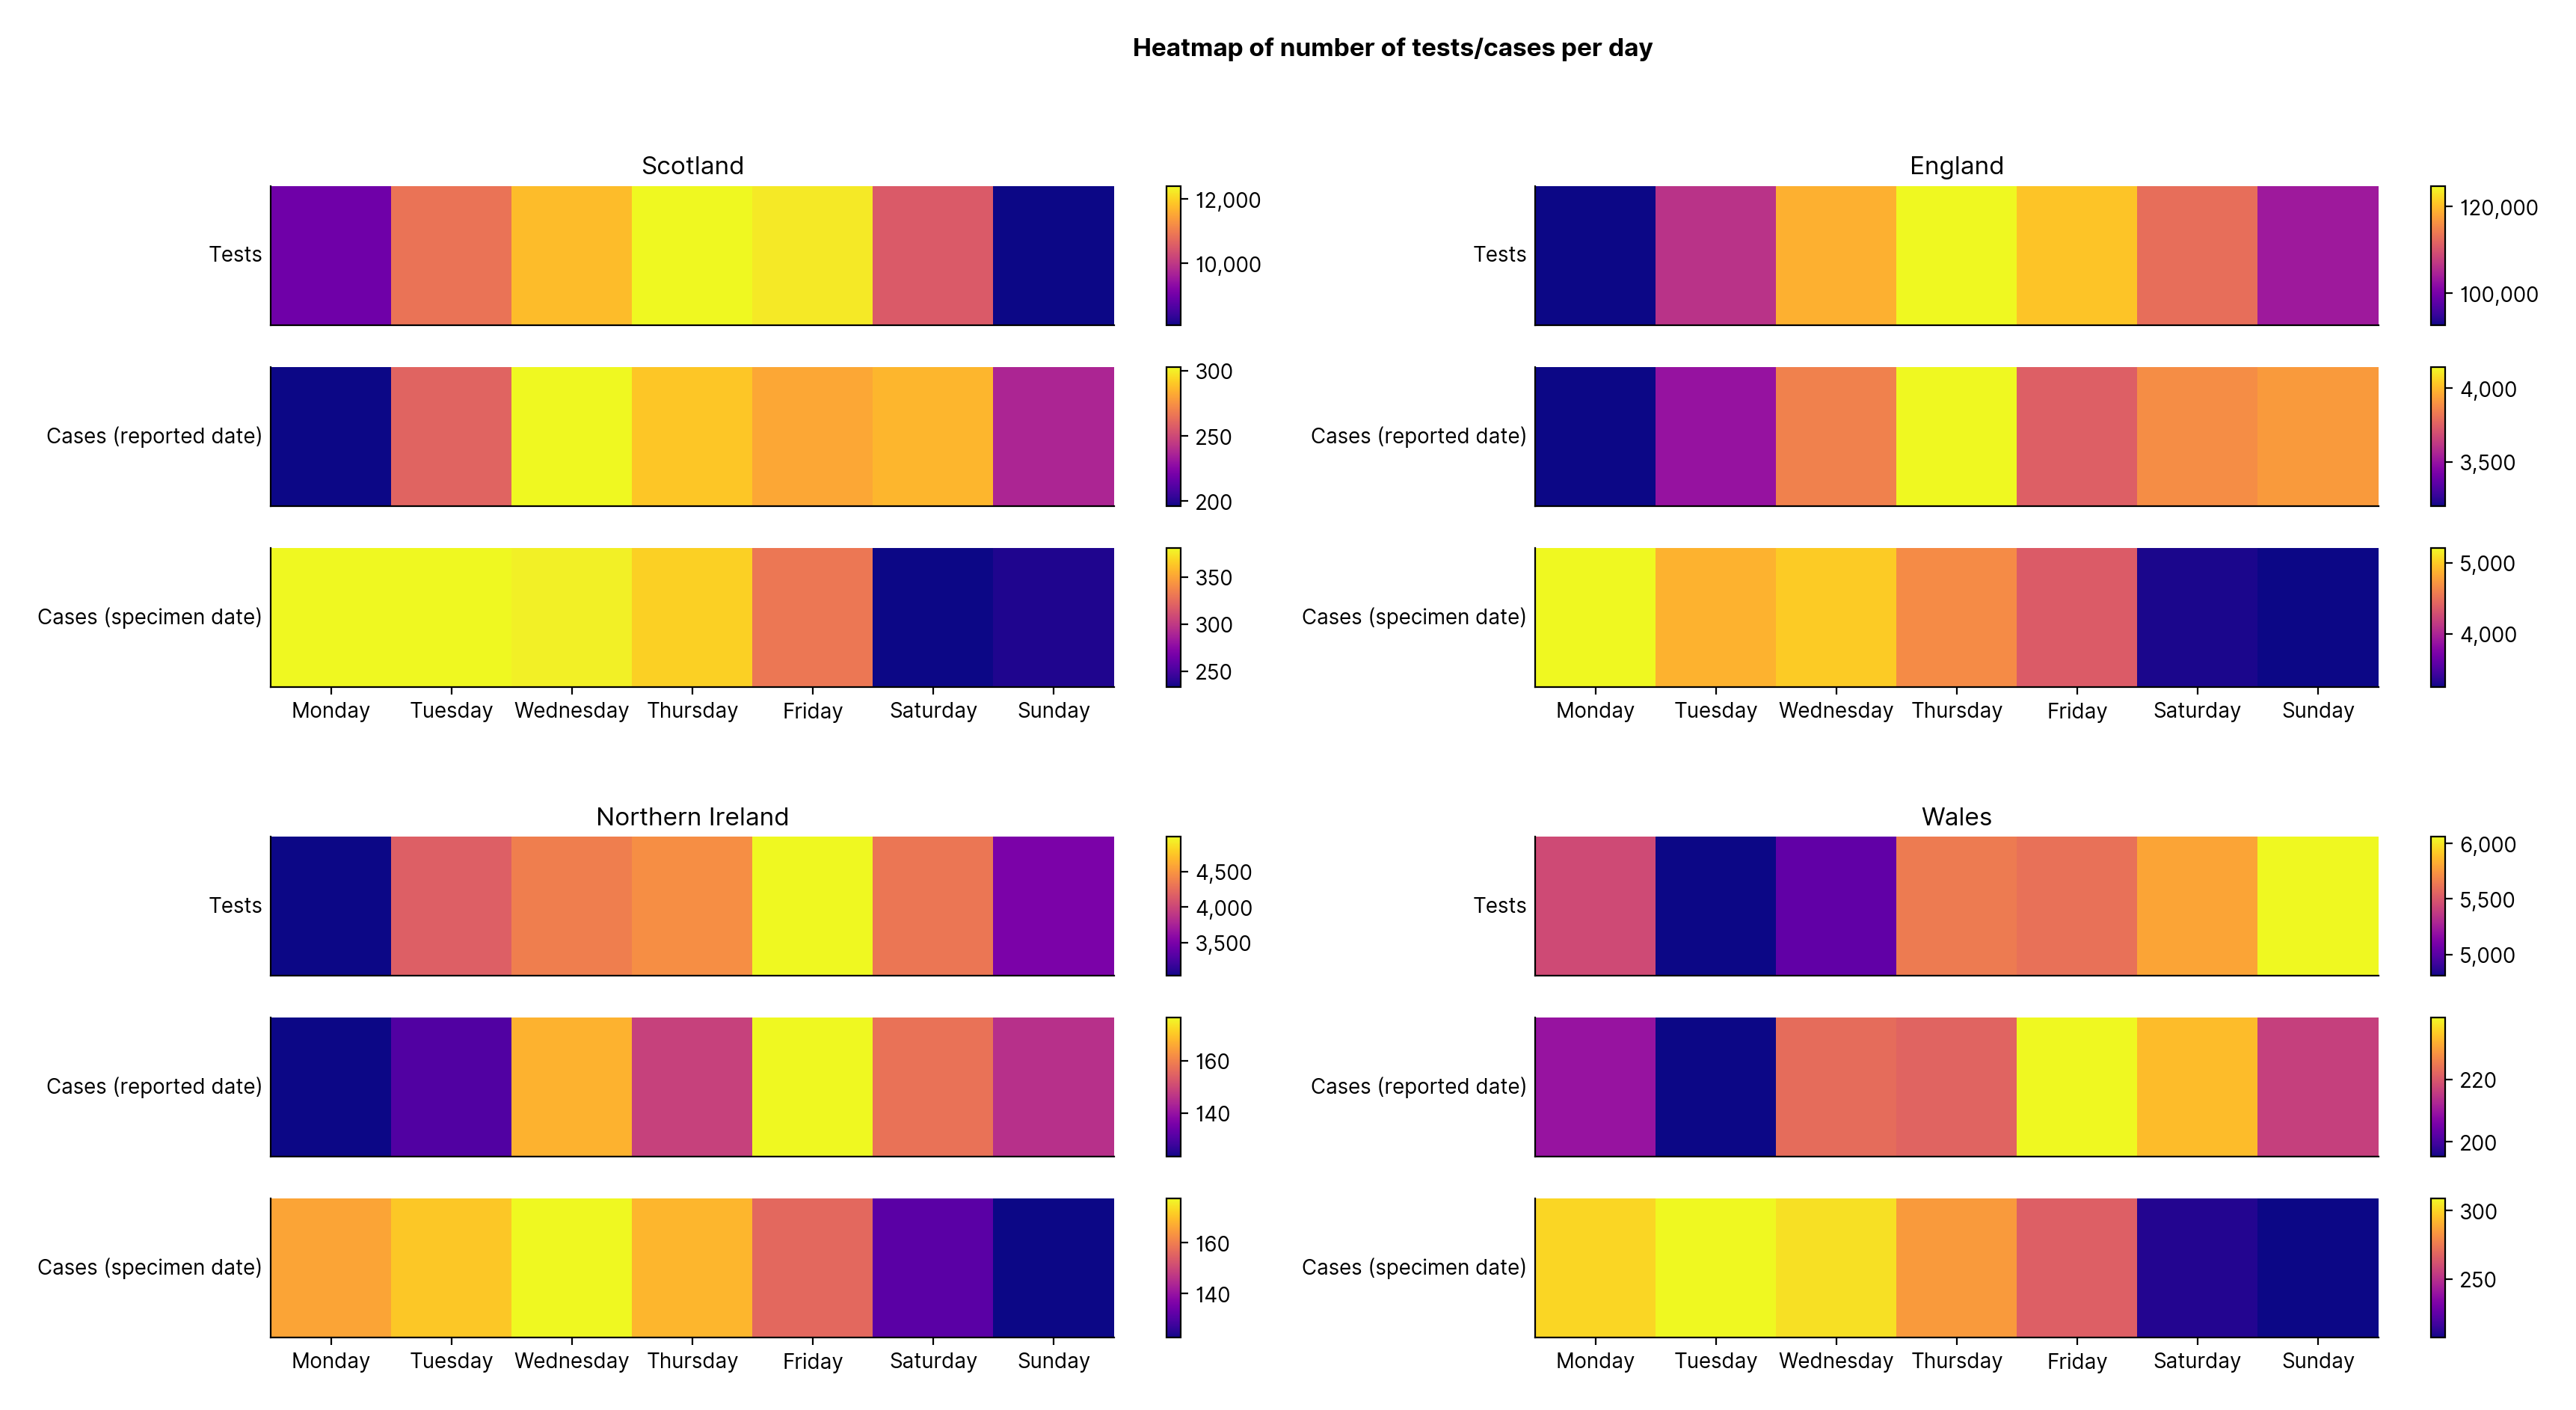 Heatmap of number of tests/cases per day
Scotland
Tests
12,000
10,000
Cases (reported date)
300
250
200
Cases (specimen date)
350
300
250
Monday Tuesday Wednesday Thursday Friday Saturday Sunday
England
Tests
120,000
100,000
Cases (reported date)
4,000
3,500
Cases (specimen date)
5,000
4,000
Monday Tuesday Wednesday Thursday Friday Saturday Sunday
Northern Ireland
Tests
4,500
4,000
3,500
Cases (reported date)
160
140
Cases (specimen date)
160
140
Monday Tuesday Wednesday Thursday Friday Saturday Sunday
Wales
Tests
6,000
5,500
5,000
Cases (reported date)
220
200
Cases (specimen date)
300
250
Monday Tuesday Wednesday Thursday Friday Saturday Sunday